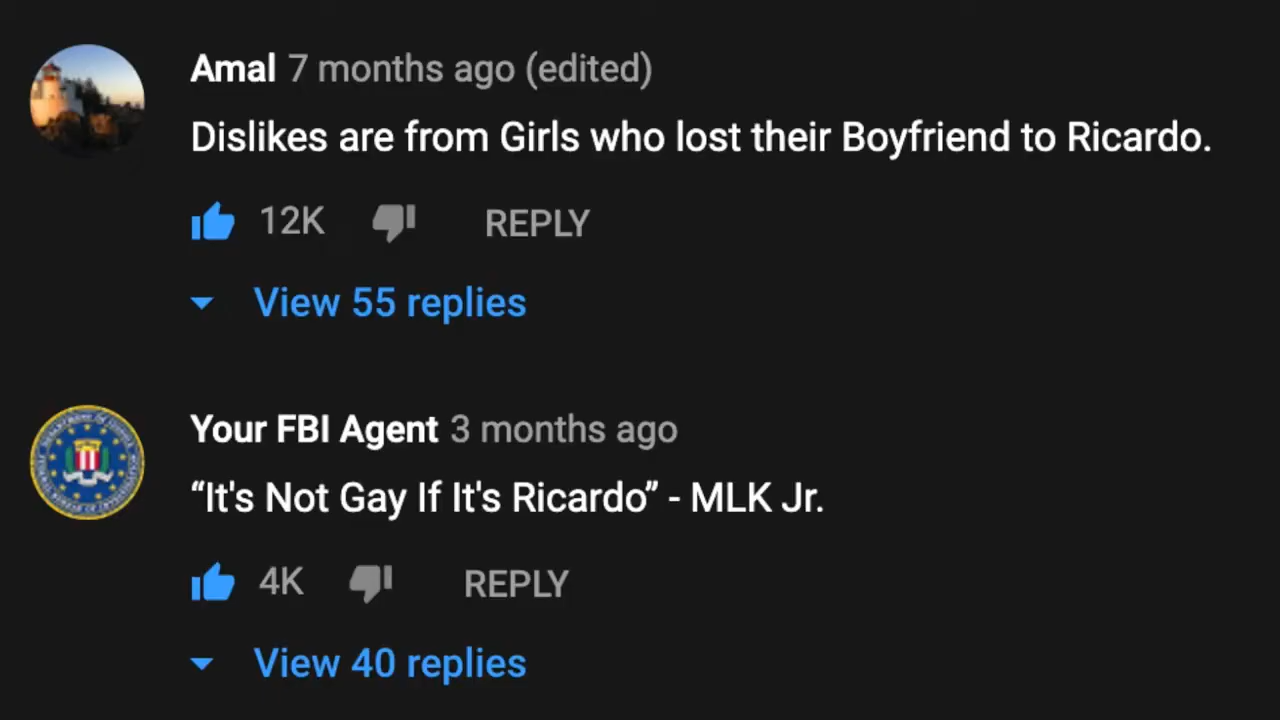 Amal 7 months ago (edited)
Dislikes are from Girls who lost their Boyfriend to Ricardo.
12K REPLY
View 55 replies
Your FBI Agent 3 months ago
“It's Not Gay If It's Ricardo” - MLK Jr.
4K REPLY
View 40 replies